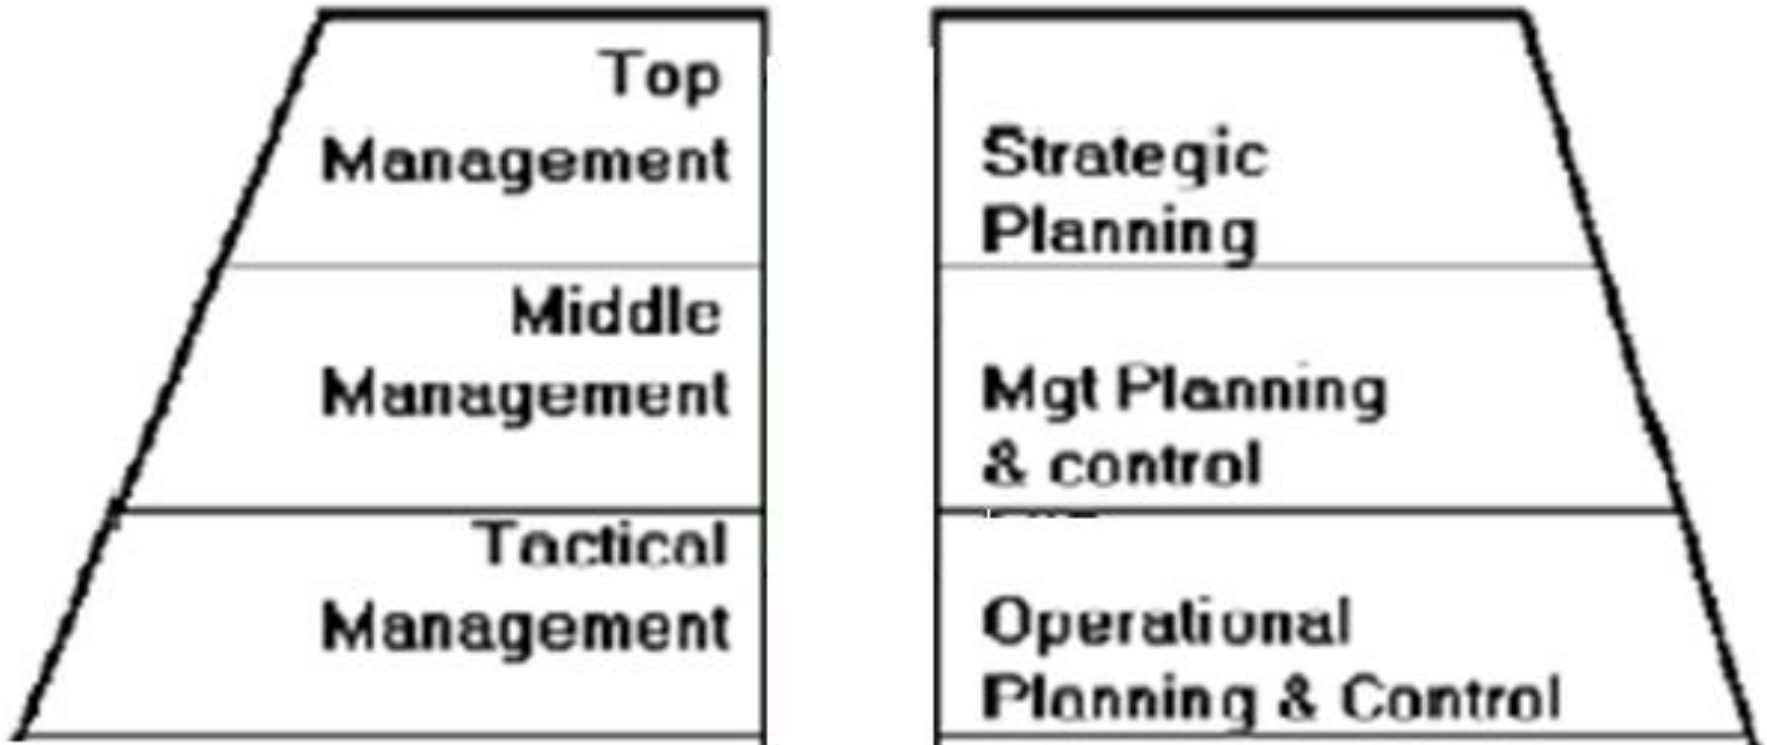 Top
Management
Strategic
Planning
Middle
Management
Mgt Planning
& control
Tactical
Management
Operational
Planning & Control